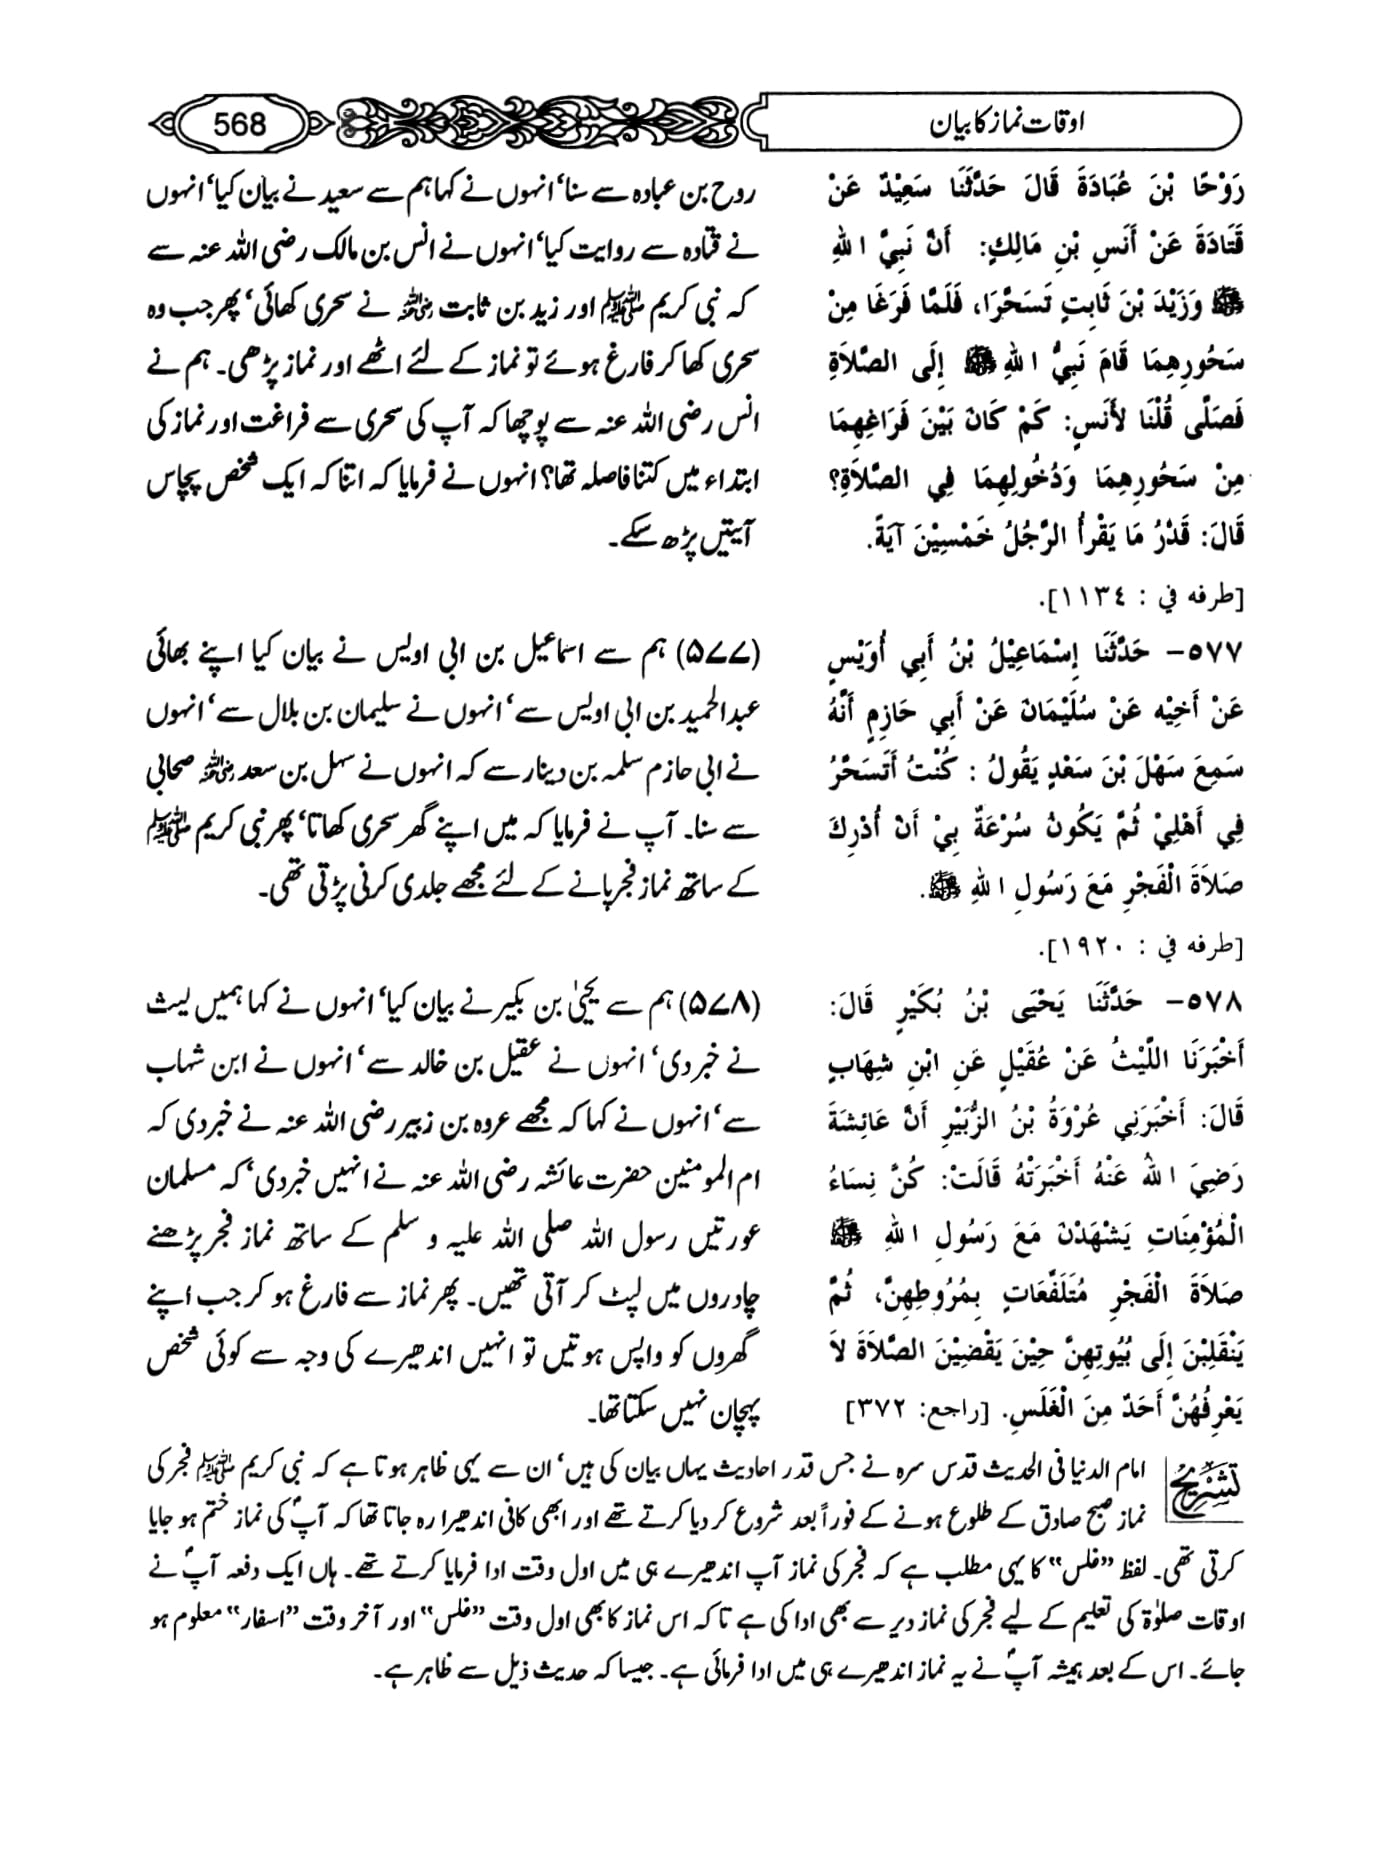 اوقات نماز کا بیان
568
رَوْحًا بْنَ عُبَادَةَ قَالَ حَدَّثَنَا سَعِيْدٌ عَنْ
قَتَادَةَ عَنْ أَنَسِ بْنِ مَالِكٍ: أَنَّ نَبِيَّ اللهِ
ﷺ وَزَيْدَ بْنَ ثَابِتٍ تَسَحَّرَا، فَلَمَّا فَرَغَا مِنْ
سَحُورِهِمَا قَامَ نَبِيُّ اللهِ ﷺ إِلَى الصَّلاَةِ
فَصَلَّى قُلْنَا لأَنَسٍ: كَمْ كَانَ بَيْنَ فَرَاغِهِمَا
مِنْ سَحُورِهِمَا وَدُخُولِهِمَا فِي الصَّلاَةِ؟
قَالَ: قَدْرُ مَا يَقْرَأُ الرَّجُلُ خَمْسِيْنَ آيَةً.
[طرفه في : ١١٣٤].
٥٧٧- حَدَّثَنَا إِسْمَاعِيْلُ بْنُ أَبِي أُوَيْسٍ
عَنْ أَخِيْهِ عَنْ سُلَيْمَانَ عَنْ أَبِي حَازِمٍ أَنَّهُ
سَمِعَ سَهْلَ بْنَ سَعْدٍ يَقُولُ : كُنْتُ أَتَسَحَّرُ
فِي أَهْلِيْ ثُمَّ يَكُونُ سُرْعَةٌ بِيْ أَنْ أُدْرِكَ
صَلاَةَ الْفَجْرِ مَعَ رَسُولِ اللهِ ﷺ.
[طرفه في : ١٩٢٠].
٥٧٨- حَدَّثَنَا يَحْيَى بْنُ بُكَيْرٍ قَالَ:
أَخْبَرَنَا اللَّيْثُ عَنْ عُقَيْلٍ عَنِ ابْنِ شِهَابٍ
قَالَ: أَخْبَرَنِي عُرْوَةُ بْنُ الزُّبَيْرِ أَنَّ عَائِشَةَ
رَضِيَ اللهُ عَنْهُ أَخْبَرَتْهُ قَالَتْ: كُنَّ نِسَاءُ
الْمُؤْمِنَاتِ يَشْهَدْنَ مَعَ رَسُولِ اللهِ ﷺ
صَلاَةَ الْفَجْرِ مُتَلَفِّعَاتٍ بِمُرُوطِهِنَّ، ثُمَّ
يَنْقَلِبْنَ إِلَى بُيُوتِهِنَّ حِيْنَ يَقْضِيْنَ الصَّلاَةَ لاَ
يَعْرِفُهُنَّ أَحَدٌ مِنَ الْغَلَسِ. [راجع: ٣٧٢]
روح بن عبادہ سے سنا‘ انہوں نے کہا ہم سے سعید نے بیان کیا‘ انہوں
نے قتادہ سے روایت کیا‘ انہوں نے انس بن مالک رضی اللہ عنہ سے
کہ نبی کریم ﷺ اور زید بن ثابت ؓ نے سحری کھائی‘ پھر جب وہ
سحری کھا کر فارغ ہوئے تو نماز کے لئے اٹھے اور نماز پڑھی۔ ہم نے
انس رضی اللہ عنہ سے پوچھا کہ آپ کی سحری سے فراغت اور نماز کی
ابتداء میں کتنا فاصلہ تھا؟ انہوں نے فرمایا کہ اتنا کہ ایک شخص پچاس
آیتیں پڑھ سکے۔
(۵۷۷) ہم سے اسماعیل بن ابی اویس نے بیان کیا اپنے بھائی
عبدالحمید بن ابی اویس سے‘ انہوں نے سلیمان بن بلال سے‘ انہوں
نے ابی حازم سلمہ بن دینار سے کہ انہوں نے سہل بن سعد ؓ صحابی
سے سنا۔ آپ نے فرمایا کہ میں اپنے گھر سحری کھاتا‘ پھر نبی کریم ﷺ
کے ساتھ نماز فجر پانے کے لئے مجھے جلدی کرنی پڑتی تھی۔
(۵۷۸) ہم سے یحییٰ بن بکیر نے بیان کیا‘ انہوں نے کہا ہمیں لیث
نے خبر دی‘ انہوں نے عقیل بن خالد سے‘ انہوں نے ابن شہاب
سے‘ انہوں نے کہا کہ مجھے عروہ بن زبیر رضی اللہ عنہ نے خبر دی کہ
ام المومنین حضرت عائشہ رضی اللہ عنہ نے انہیں خبر دی‘ کہ مسلمان
عورتیں رسول اللہ صلی اللہ علیہ و سلم کے ساتھ نماز فجر پڑھنے
چادروں میں لپٹ کر آتی تھیں۔ پھر نماز سے فارغ ہو کر جب اپنے
گھروں کو واپس ہوتیں تو انہیں اندھیرے کی وجہ سے کوئی شخص
پہچان نہیں سکتا تھا۔
تشریح
امام الدنیا فی الحدیث قدس سرہ نے جس قدر احادیث یہاں بیان کی ہیں‘ ان سے یہی ظاہر ہوتا ہے کہ نبی کریم ﷺ فجر کی
نماز صبح صادق کے طلوع ہونے کے فوراً بعد شروع کر دیا کرتے تھے اور ابھی کافی اندھیرا رہ جاتا تھا کہ آپؐ کی نماز ختم ہو جایا
کرتی تھی۔ لفظ ”غلس“ کا یہی مطلب ہے کہ فجر کی نماز آپ اندھیرے ہی میں اول وقت ادا فرمایا کرتے تھے۔ ہاں ایک دفعہ آپؐ نے
اوقات صلوٰۃ کی تعلیم کے لیے فجر کی نماز دیر سے بھی ادا کی ہے تاکہ اس نماز کا بھی اول وقت ”غلس“ اور آخر وقت ”اسفار“ معلوم ہو
جائے۔ اس کے بعد ہمیشہ آپؐ نے یہ نماز اندھیرے ہی میں ادا فرمائی ہے۔ جیسا کہ حدیث ذیل سے ظاہر ہے۔